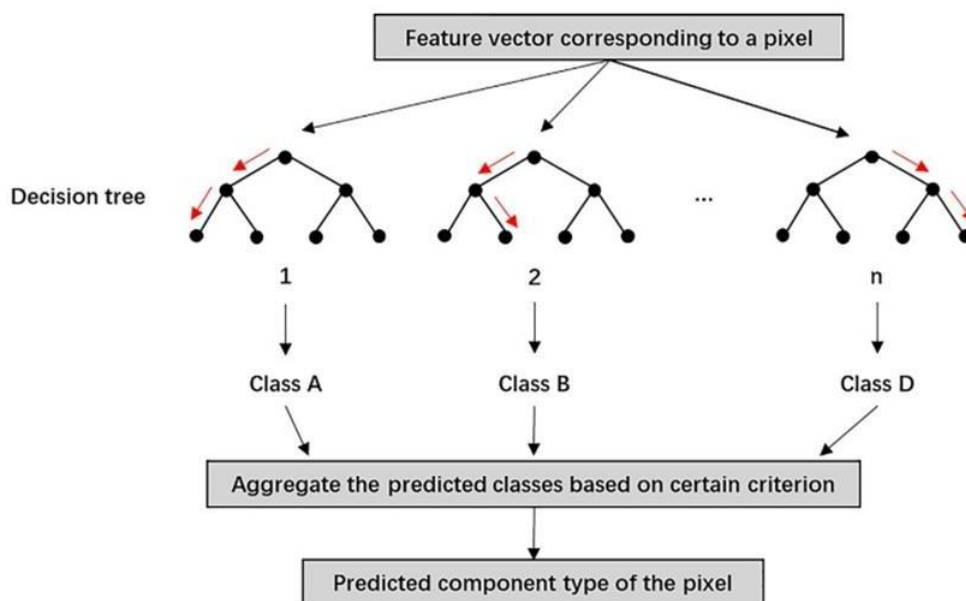 Feature vector corresponding to a pixel
Decision tree
...
1 2 n
Class A Class B Class D
Aggregate the predicted classes based on certain criterion
Predicted component type of the pixel